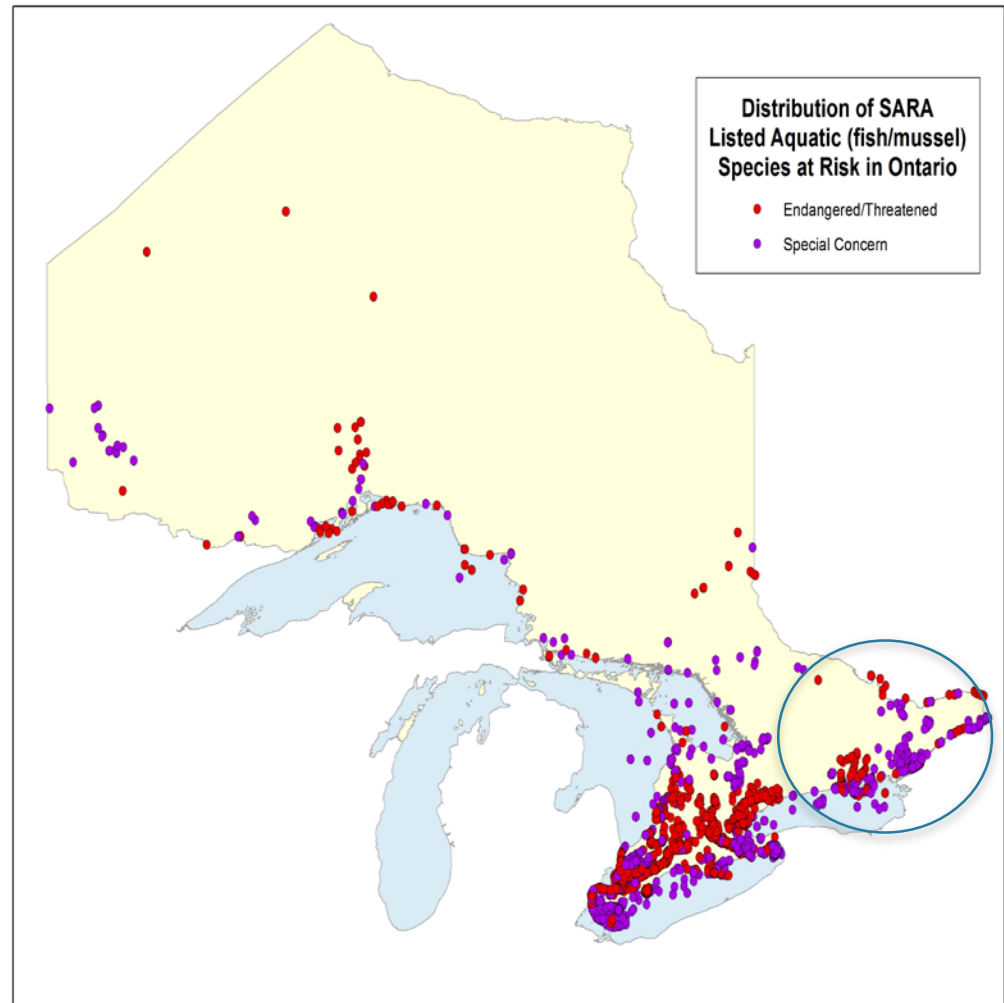 Distribution of SARA
Listed Aquatic (fish/mussel)
Species at Risk in Ontario
Endangered/Threatened
Special Concern